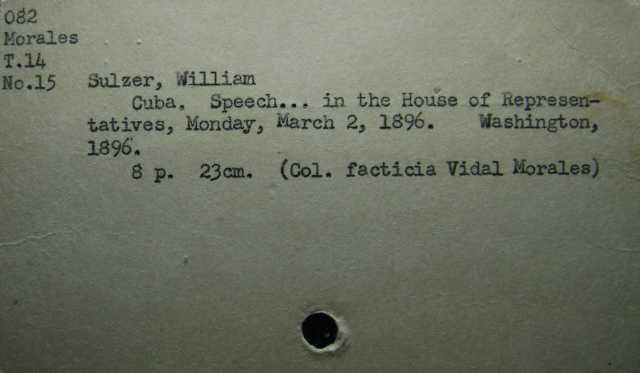 082
Morales
T.14
No.15 Sulzer, William
Cuba. Speech... in the House of Represen-
tatives, Monday, March 2, 1896. Washington,
1896.
8 p. 23cm. (Col. facticia Vidal Morales)